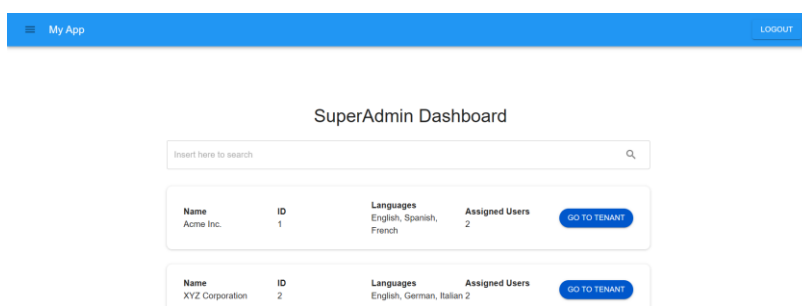 My App
LOGOUT
SuperAdmin Dashboard
Insert here to search
Name ID Languages Assigned Users
Acme Inc. 1 English, Spanish, 2 GO TO TENANT
French
Name ID Languages Assigned Users
XYZ Corporation 2 English, German, Italian 2 GO TO TENANT